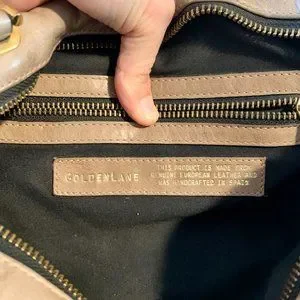 GOLDENLANE
THIS PRODUCT IS MADE FROM
GENUINE EUROPEAN LEATHER AND
WAS HANDCRAFTED IN SPAIN